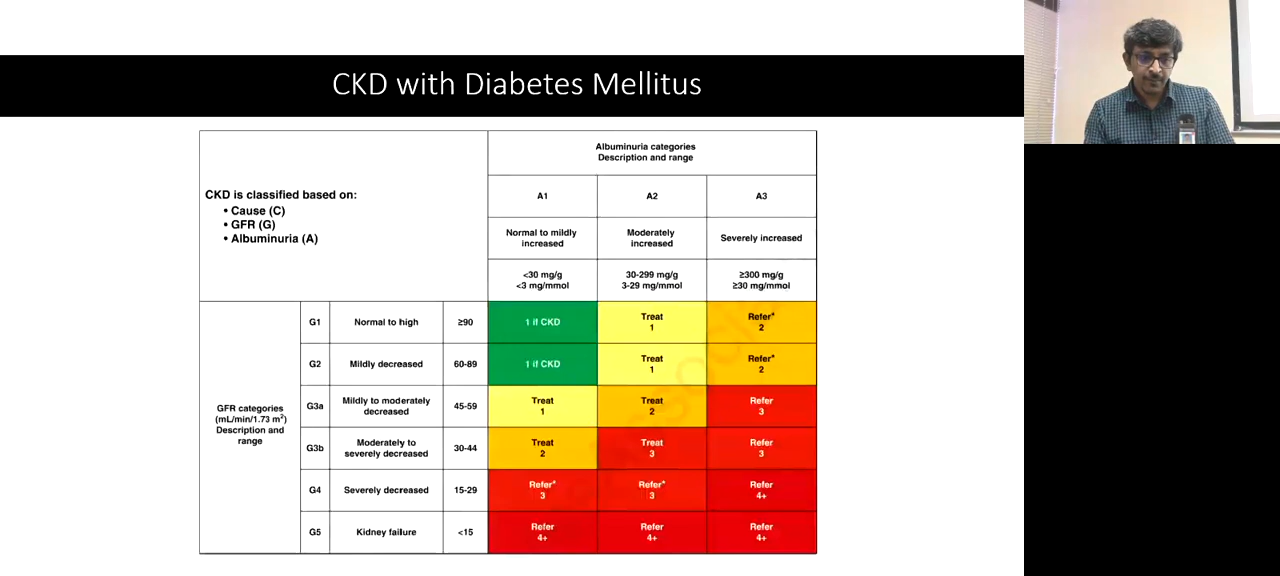 CKD with Diabetes Mellitus
Albuminuria categories
Description and range
CKD is classified based on:
• Cause (C)
• GFR (G)
• Albuminuria (A)
A1
A2
A3
Normal to mildly
increased
Moderately
increased
Severely increased
<30 mg/g
<3 mg/mmol
30-299 mg/g
3-29 mg/mmol
≥300 mg/g
≥30 mg/mmol
GFR categories
(mL/min/1.73 m²)
Description and
range
G1
Normal to high
≥90
1 if CKD
Treat
1
Refer*
2
G2
Mildly decreased
60-89
1 if CKD
Treat
1
Refer*
2
G3a
Mildly to moderately
decreased
45-59
Treat
1
Treat
2
Refer
3
G3b
Moderately to
severely decreased
30-44
Treat
2
Treat
3
Refer
3
G4
Severely decreased
15-29
Refer*
3
Refer*
3
Refer
4+
G5
Kidney failure
<15
Refer
4+
Refer
4+
Refer
4+